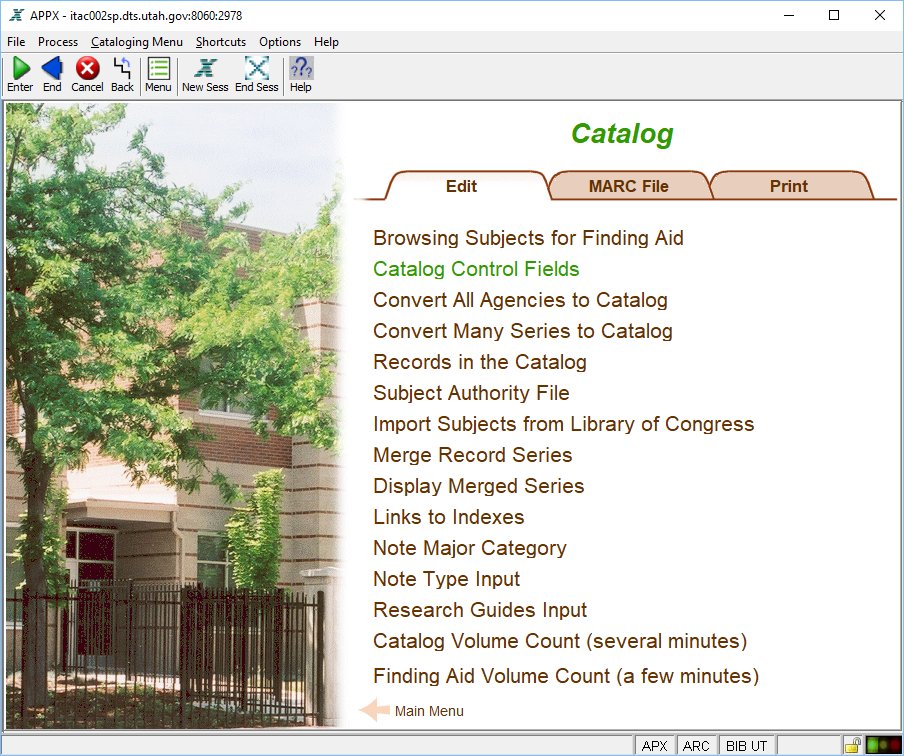 APPX - itac002sp.dts.utah.gov:8060:2978
File Process Cataloging Menu Shortcuts Options Help
Enter End Cancel Back Menu New Sess End Sess Help
Catalog
Edit MARC File Print
Browsing Subjects for Finding Aid
Catalog Control Fields
Convert All Agencies to Catalog
Convert Many Series to Catalog
Records in the Catalog
Subject Authority File
Import Subjects from Library of Congress
Merge Record Series
Display Merged Series
Links to Indexes
Note Major Category
Note Type Input
Research Guides Input
Catalog Volume Count (several minutes)
Finding Aid Volume Count (a few minutes)
Main Menu
APX ARC BIB UT